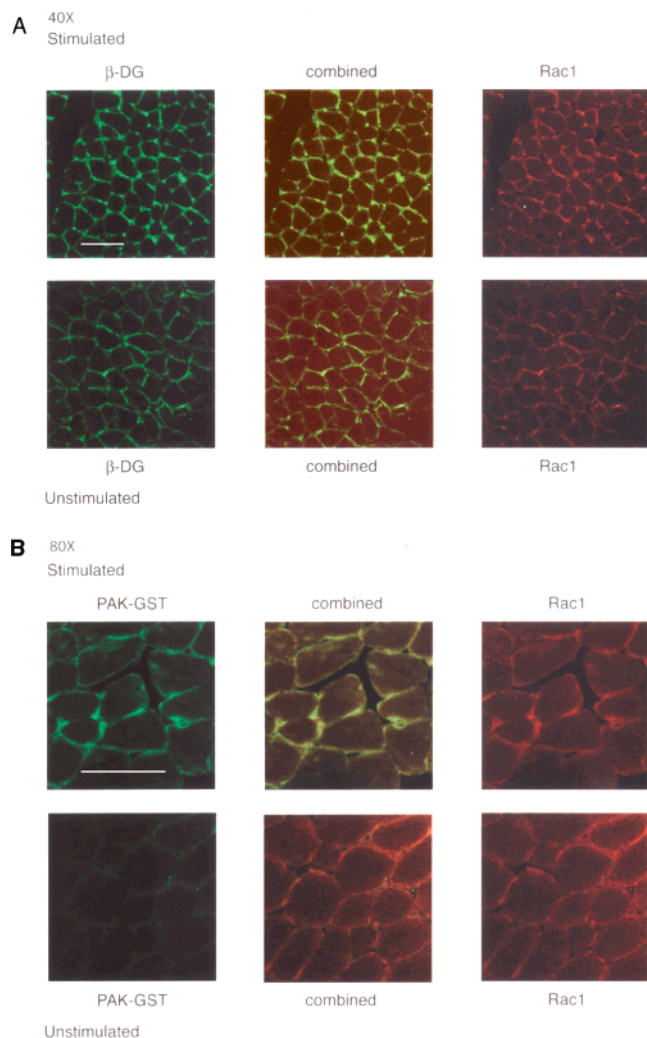 A
40X
Stimulated
β-DG combined Rac1
β-DG combined Rac1
Unstimulated
B
80X
Stimulated
PAK-GST combined Rac1
PAK-GST combined Rac1
Unstimulated